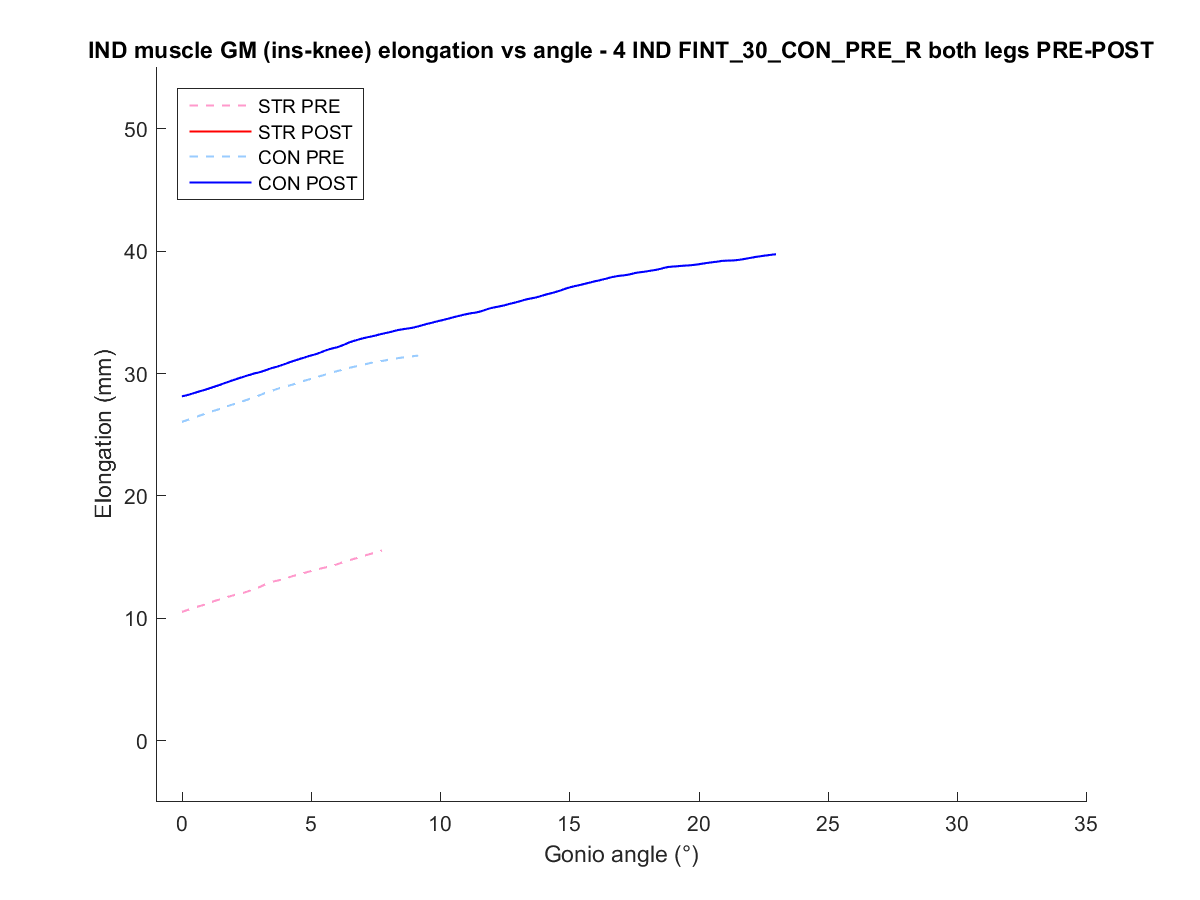 IND muscle GM (ins-knee) elongation vs angle - 4 IND FINT_30_CON_PRE_R both legs PRE-POST
STR PRE
STR POST
CON PRE
CON POST
50
40
30
20
10
0
Elongation (mm)
0 5 10 15 20 25 30 35
Gonio angle (°)